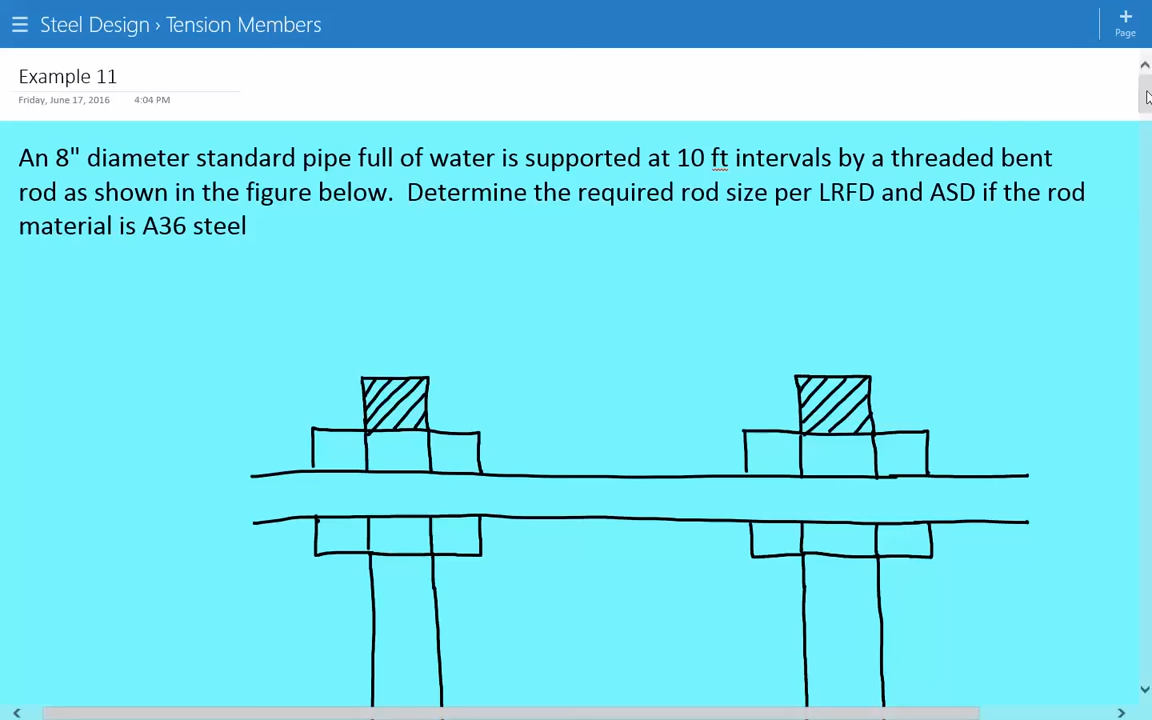 Steel Design › Tension Members
Page
Example 11
Friday, June 17, 2016 4:04 PM
An 8" diameter standard pipe full of water is supported at 10 ft intervals by a threaded bent
rod as shown in the figure below. Determine the required rod size per LRFD and ASD if the rod
material is A36 steel